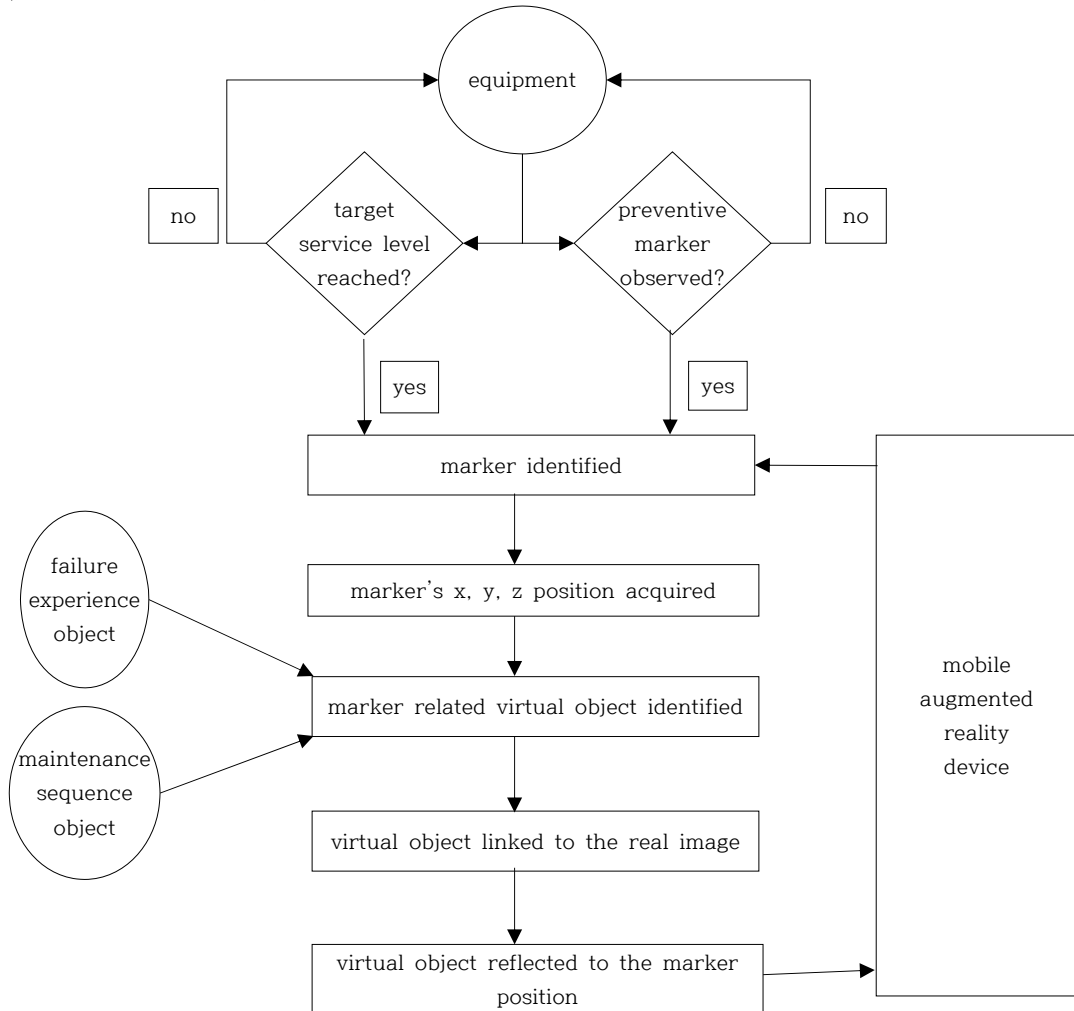 equipment
no
target
service level
reached?
preventive
marker
observed?
no
yes
yes
marker identified
failure
experience
object
marker's x, y, z position acquired
marker related virtual object identified
mobile
augmented
reality
device
maintenance
sequence
object
virtual object linked to the real image
virtual object reflected to the marker
position